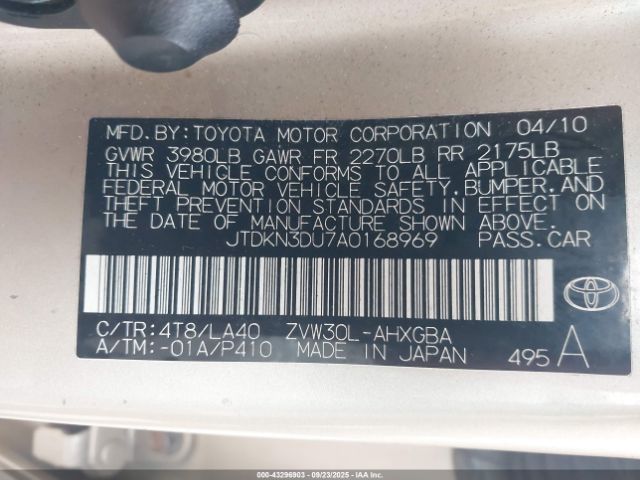 MFD.BY:TOYOTA MOTOR CORPORATION 04/10
GVWR 3980LB GAWR FR 2270LB RR 2175LB
THIS VEHICLE CONFORMS TO ALL APPLICABLE
FEDERAL MOTOR VEHICLE SAFETY,BUMPER,AND
THEFT PREVENTION STANDARDS IN EFFECT ON
THE DATE OF MANUFACTURE SHOWN ABOVE.
JTDKN3DU7A0168969 PASS.CAR
C/TR:4T8/LA40 ZVW30L-AHXGBA
A/TM:-01A/P410 MADE IN JAPAN 495 A
000-43296903 - 09/23/2025 - IAA Inc.